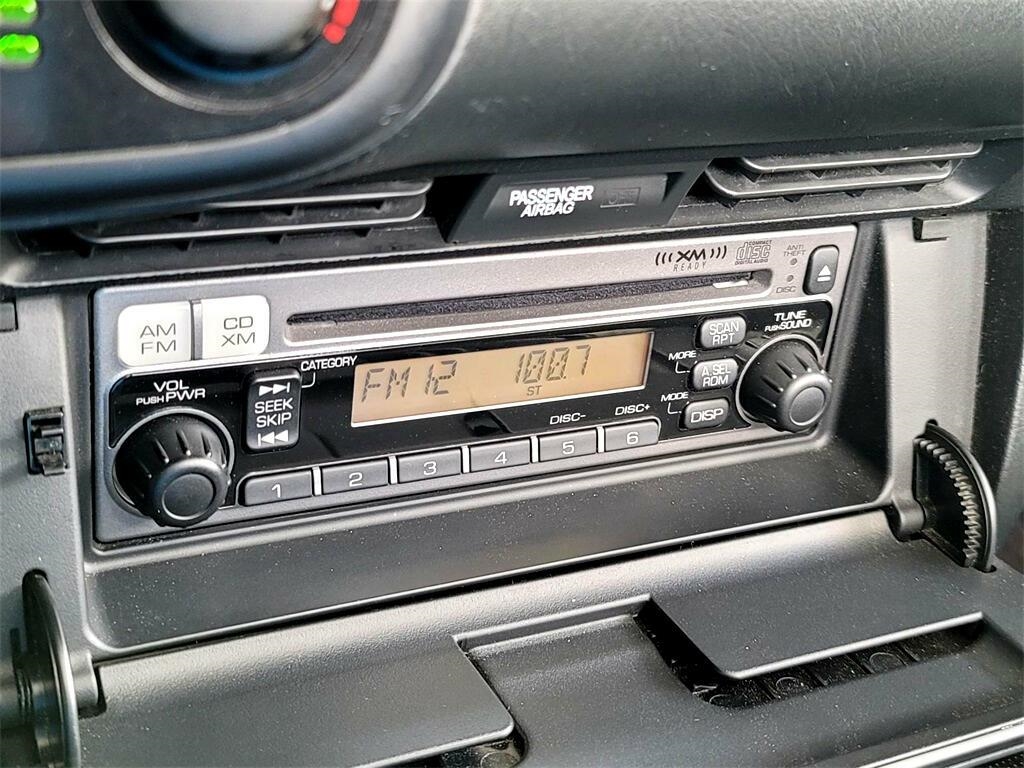 PASSENGER
AIRBAG
(((XM)))
READY
COMPACT
disc
DIGITAL AUDIO
ANTI
THEFT
DISC
AM
FM
CD
XM
VOL
PUSH PWR
CATEGORY
SEEK
SKIP
FM12 100.7
ST
DISC- DISC+
1 2 3 4 5 6
SCAN
RPT
MORE
A.SEL
RDM
MODE
DISP
TUNE
PUSH SOUND